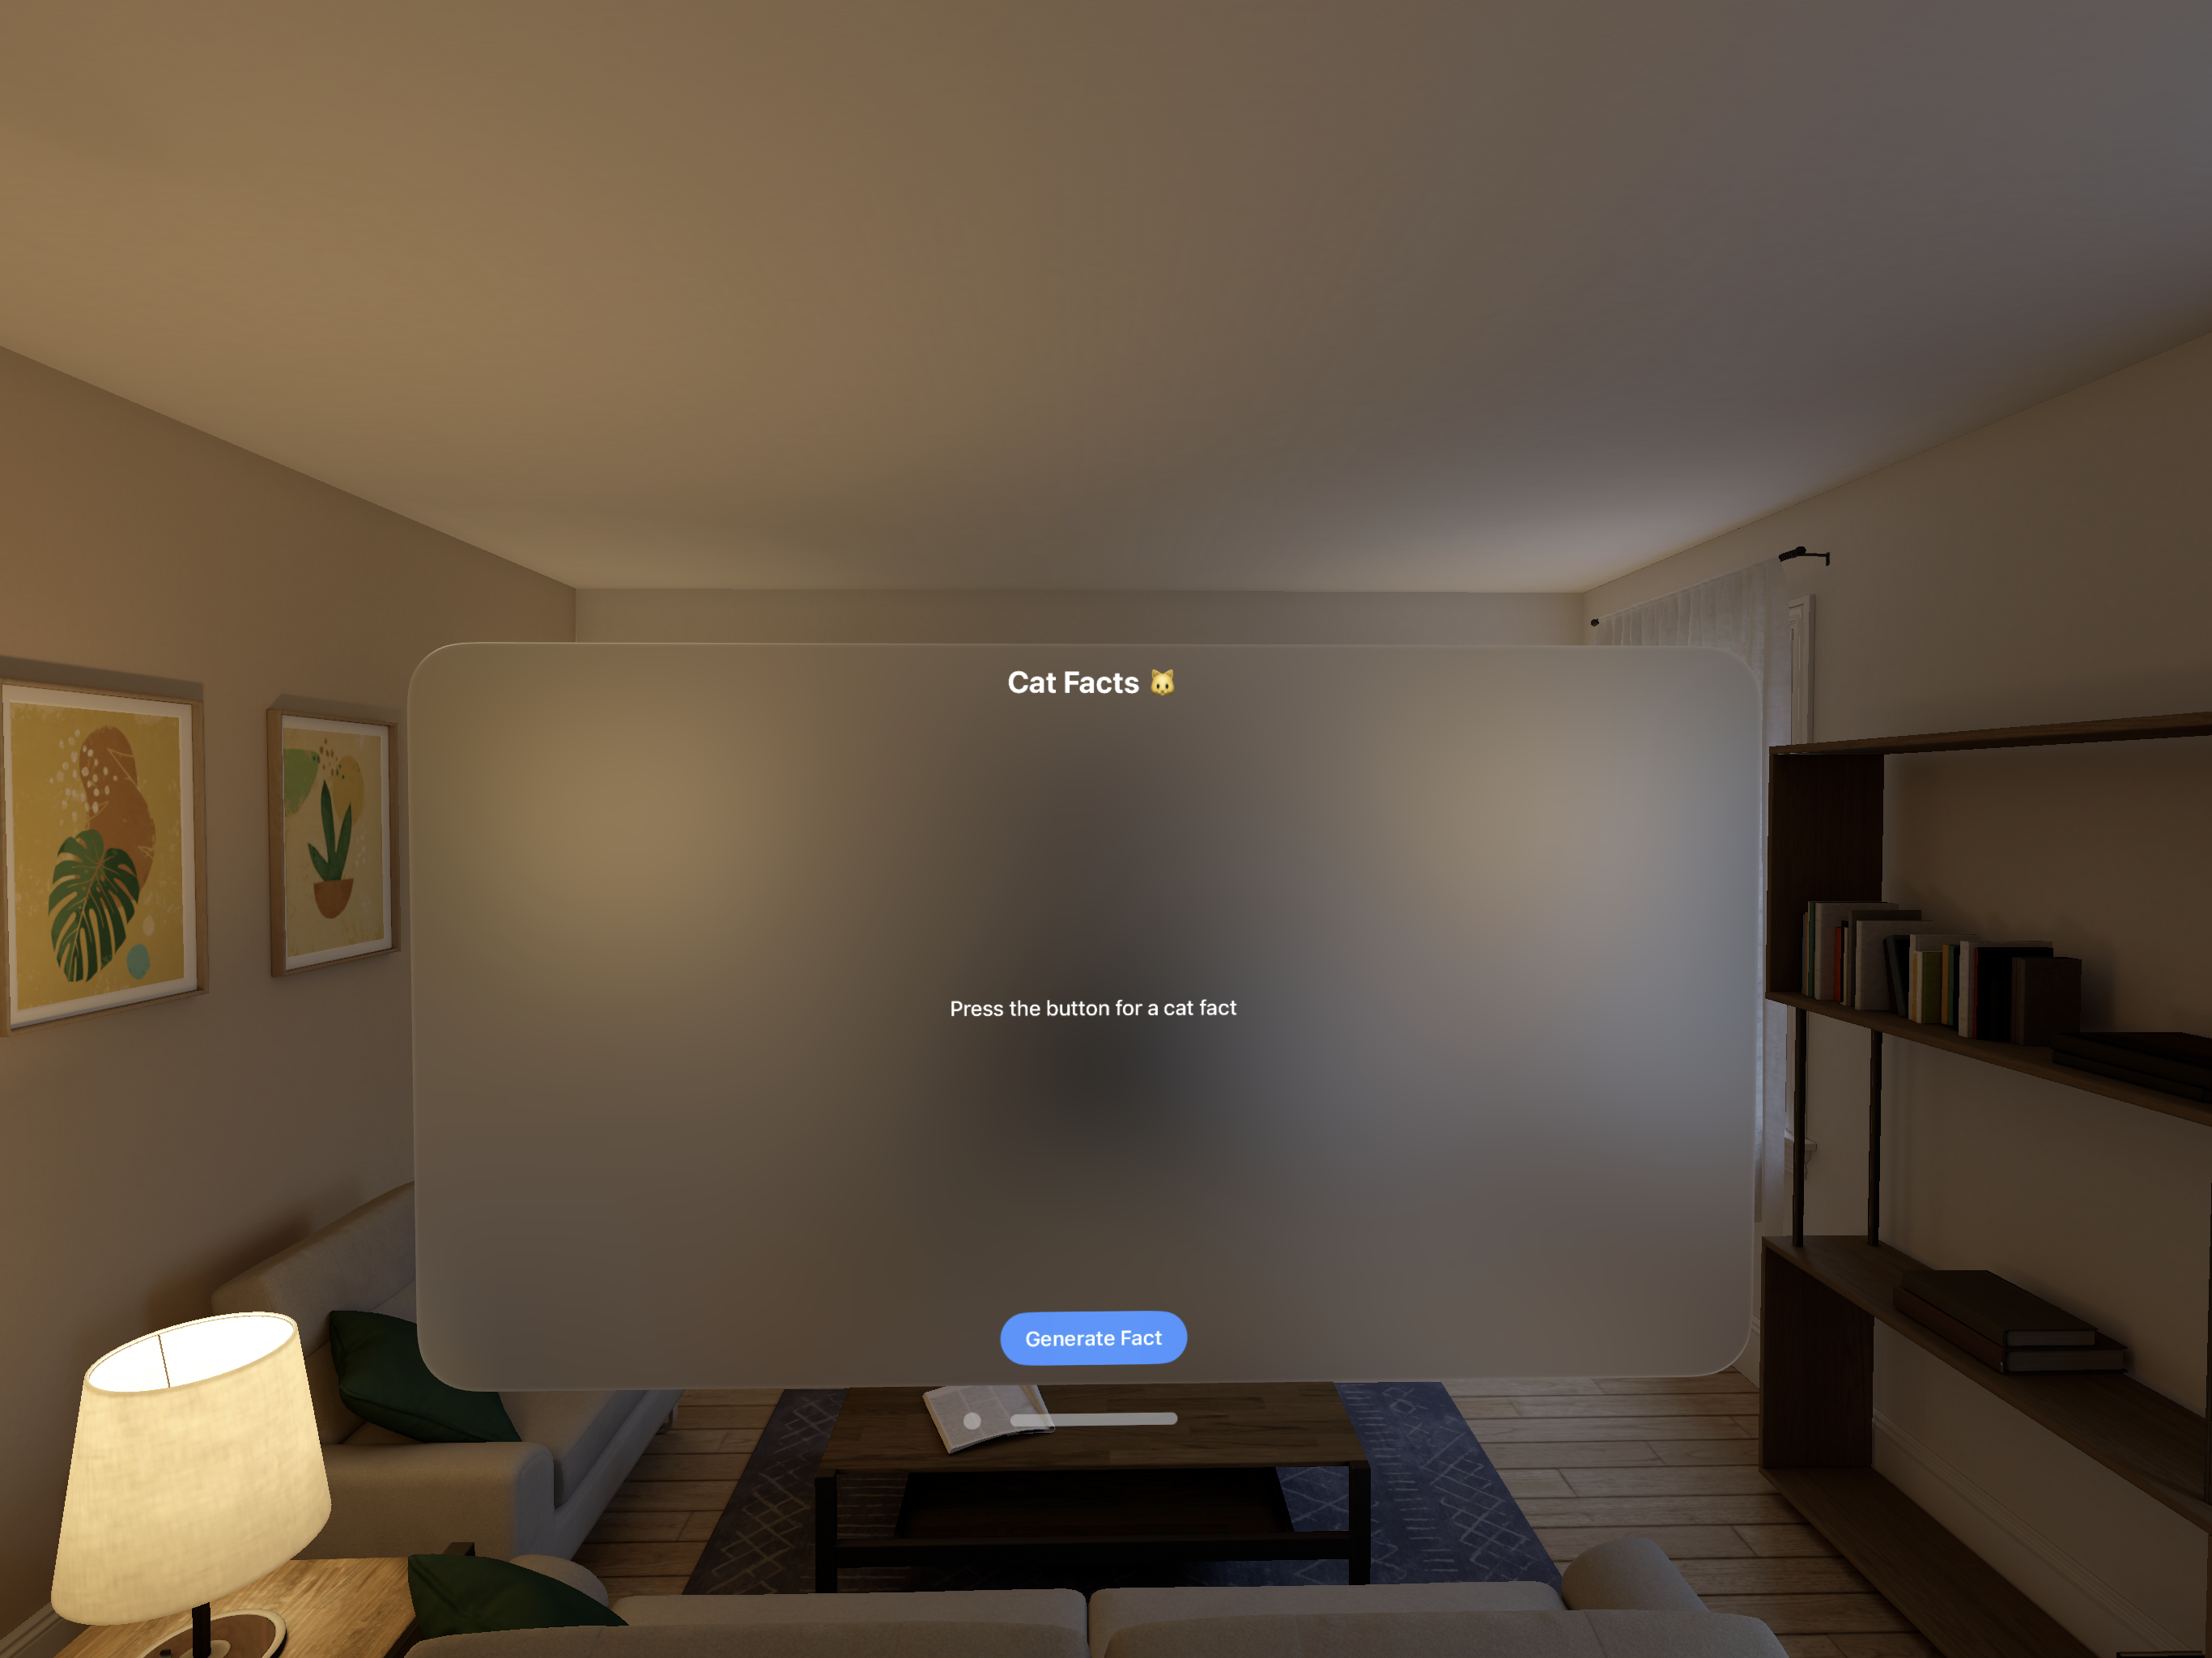 Cat Facts 🐱
Press the button for a cat fact
Generate Fact